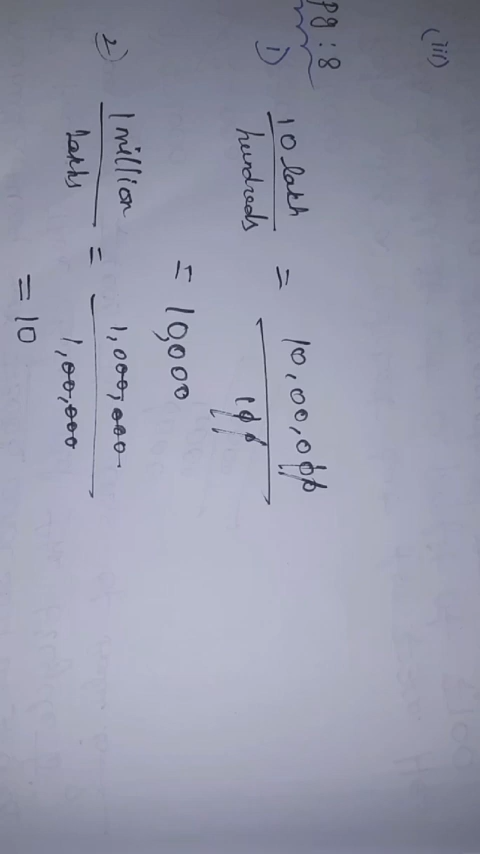 (iii)
pg : 8
1) 10 lakh / hundreds = 10,00,000 / 100
= 10,000
2) 1 million / Lakhs = 1,000,000 / 1,00,000
= 10